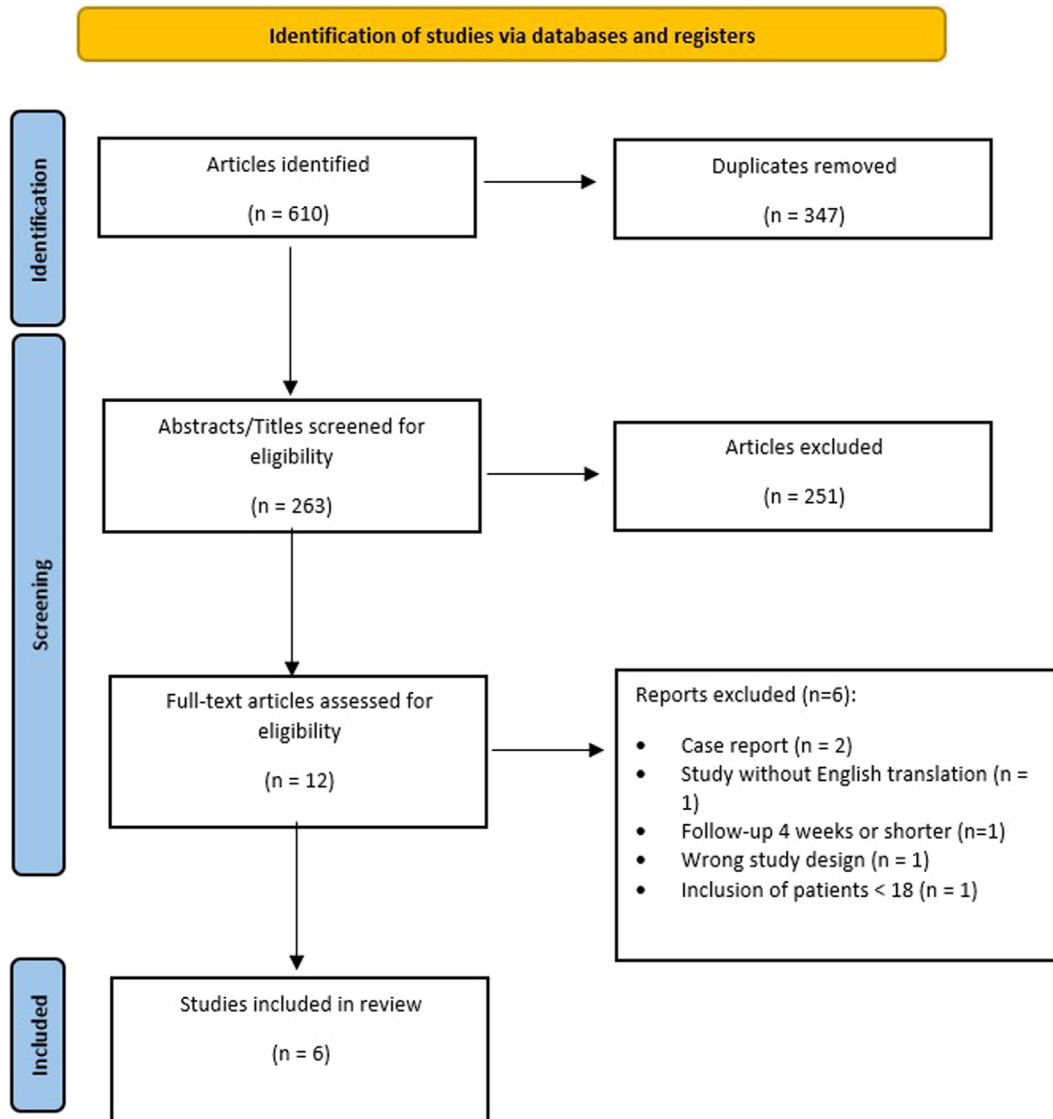 Identification of studies via databases and registers
Identification
Articles identified
(n = 610)
Duplicates removed
(n = 347)
Screening
Abstracts/Titles screened for
eligibility
(n = 263)
Articles excluded
(n = 251)
Full-text articles assessed for
eligibility
(n = 12)
Reports excluded (n=6):
• Case report (n = 2)
• Study without English translation (n =
1)
• Follow-up 4 weeks or shorter (n=1)
• Wrong study design (n = 1)
• Inclusion of patients < 18 (n = 1)
Included
Studies included in review
(n = 6)